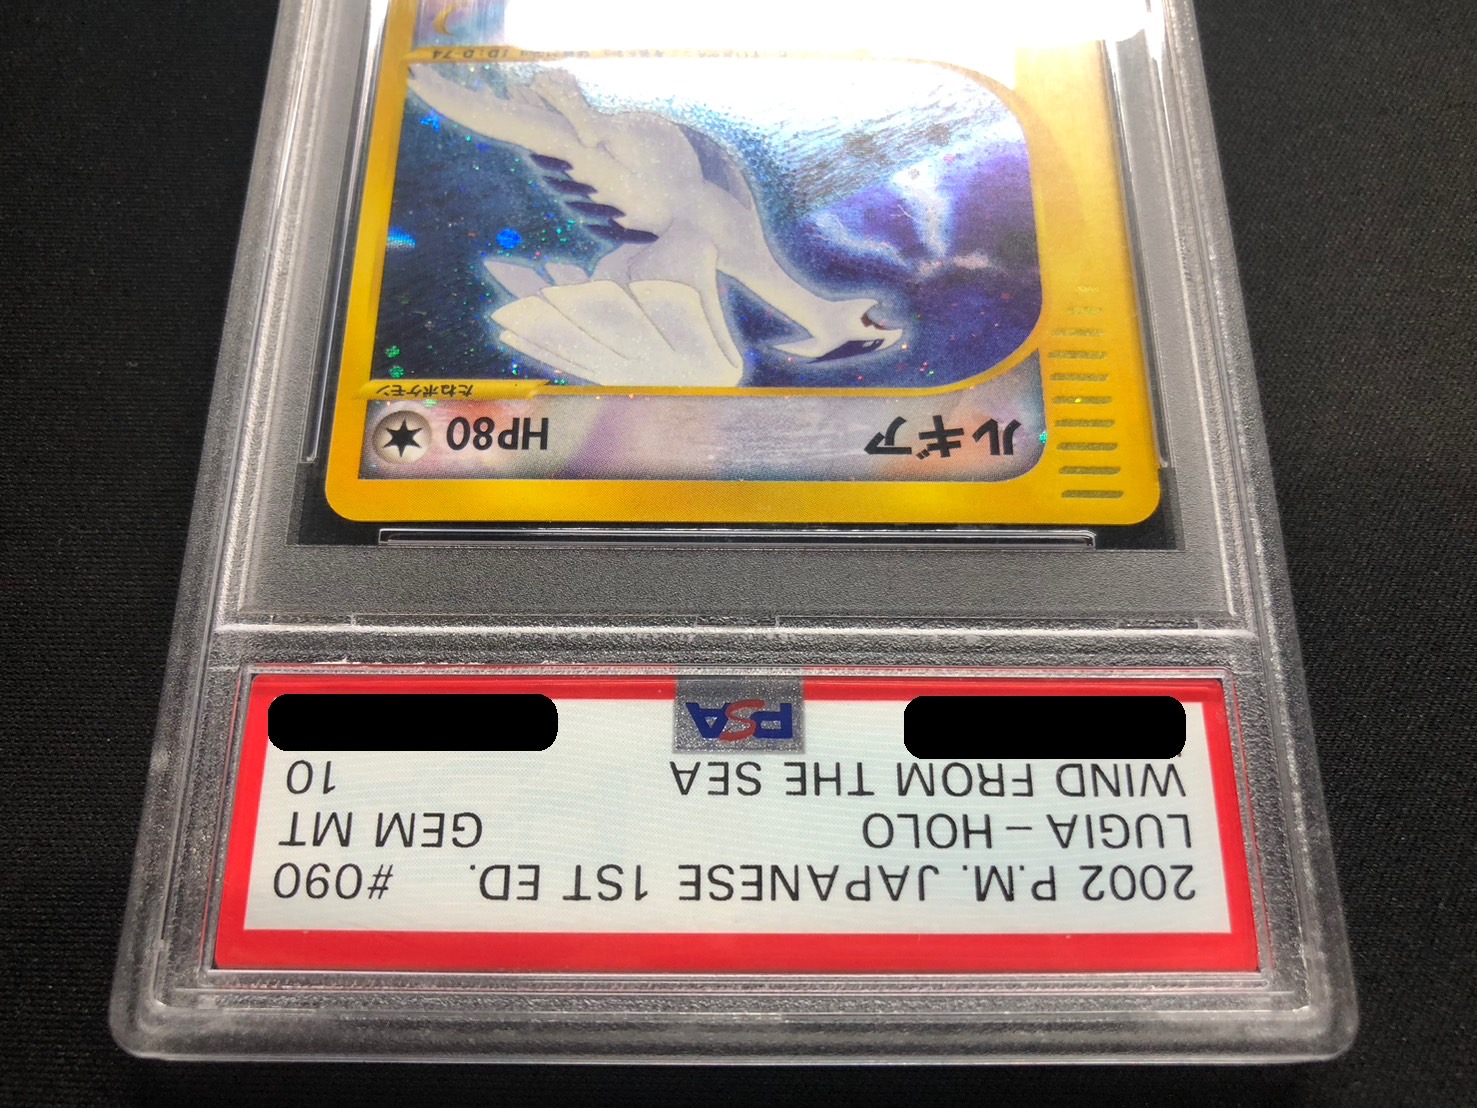 2002 P.M. JAPANESE 1ST ED. #090
LUGIA – HOLO GEM MT
WIND FROM THE SEA 10
PSA
ルギア HP80
たねポケモン